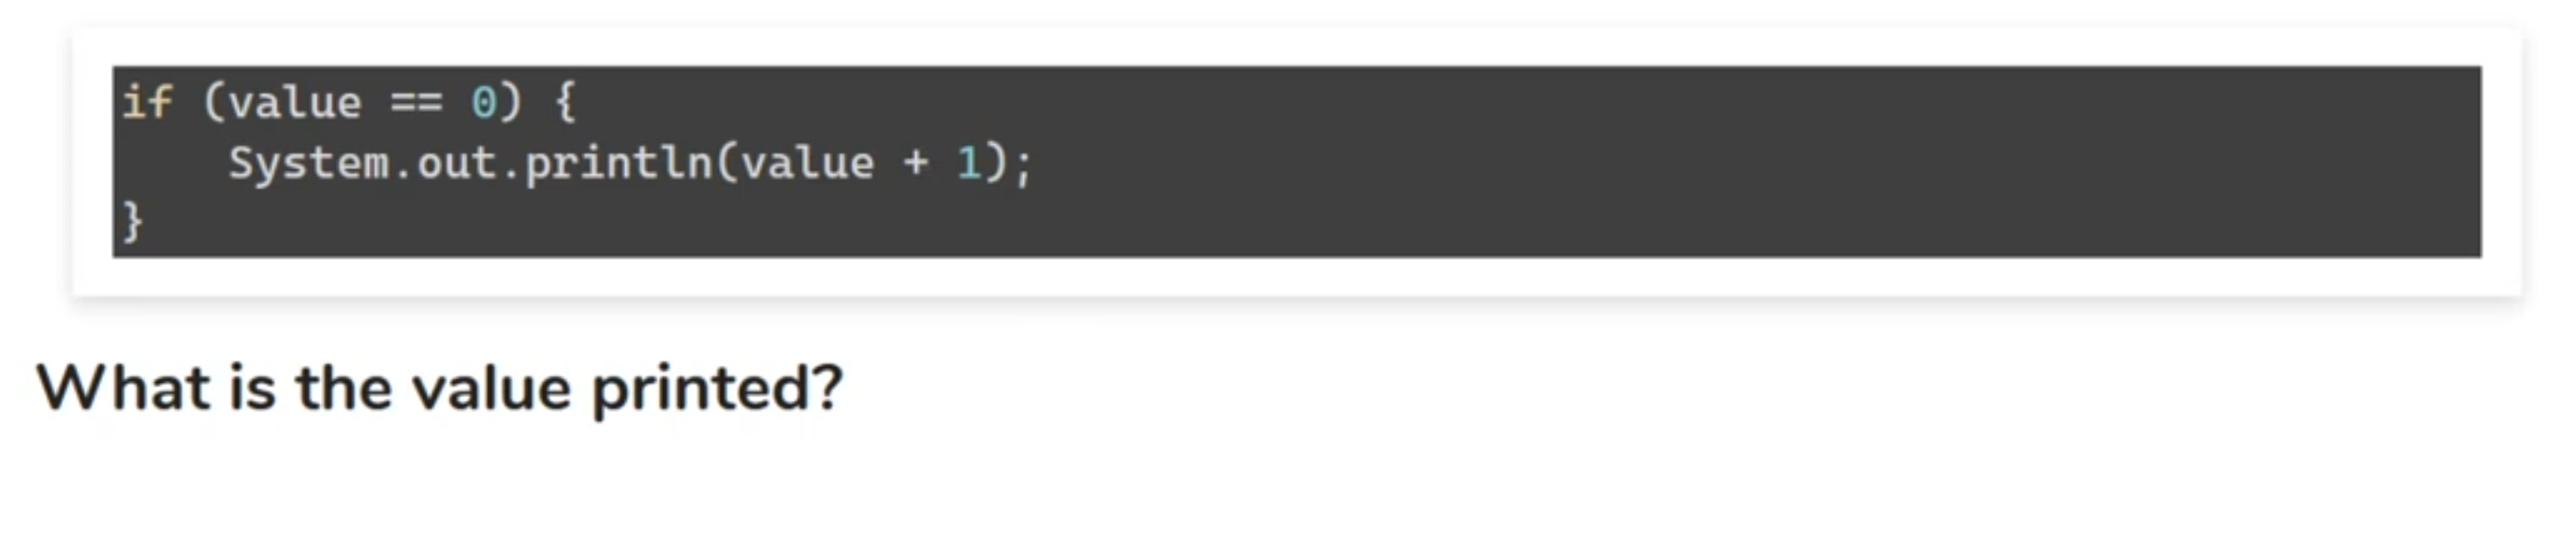 if (value == 0) {
    System.out.println(value + 1);
}
What is the value printed?